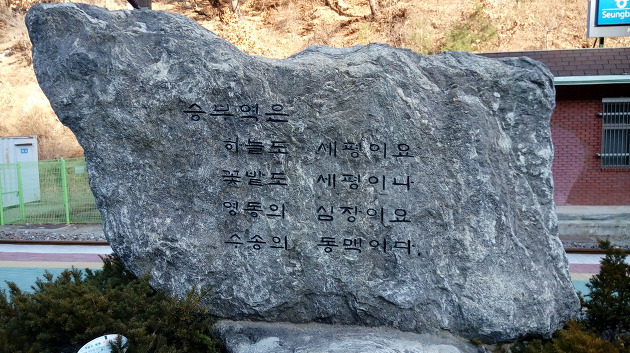 승부역은
하늘도 세평이요
꽃밭도 세평이나
영동의 심장이요
수송의 동맥이다.
Seungb